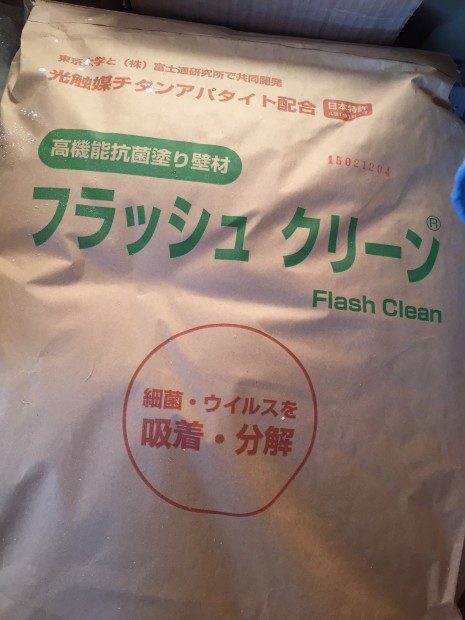 東京大学と(株)富士通研究所で共同開発
光触媒チタンアパタイト配合
日本特許
高機能抗菌塗り壁材
15021204
フラッシュ クリーン®
Flash Clean
細菌・ウイルスを
吸着・分解